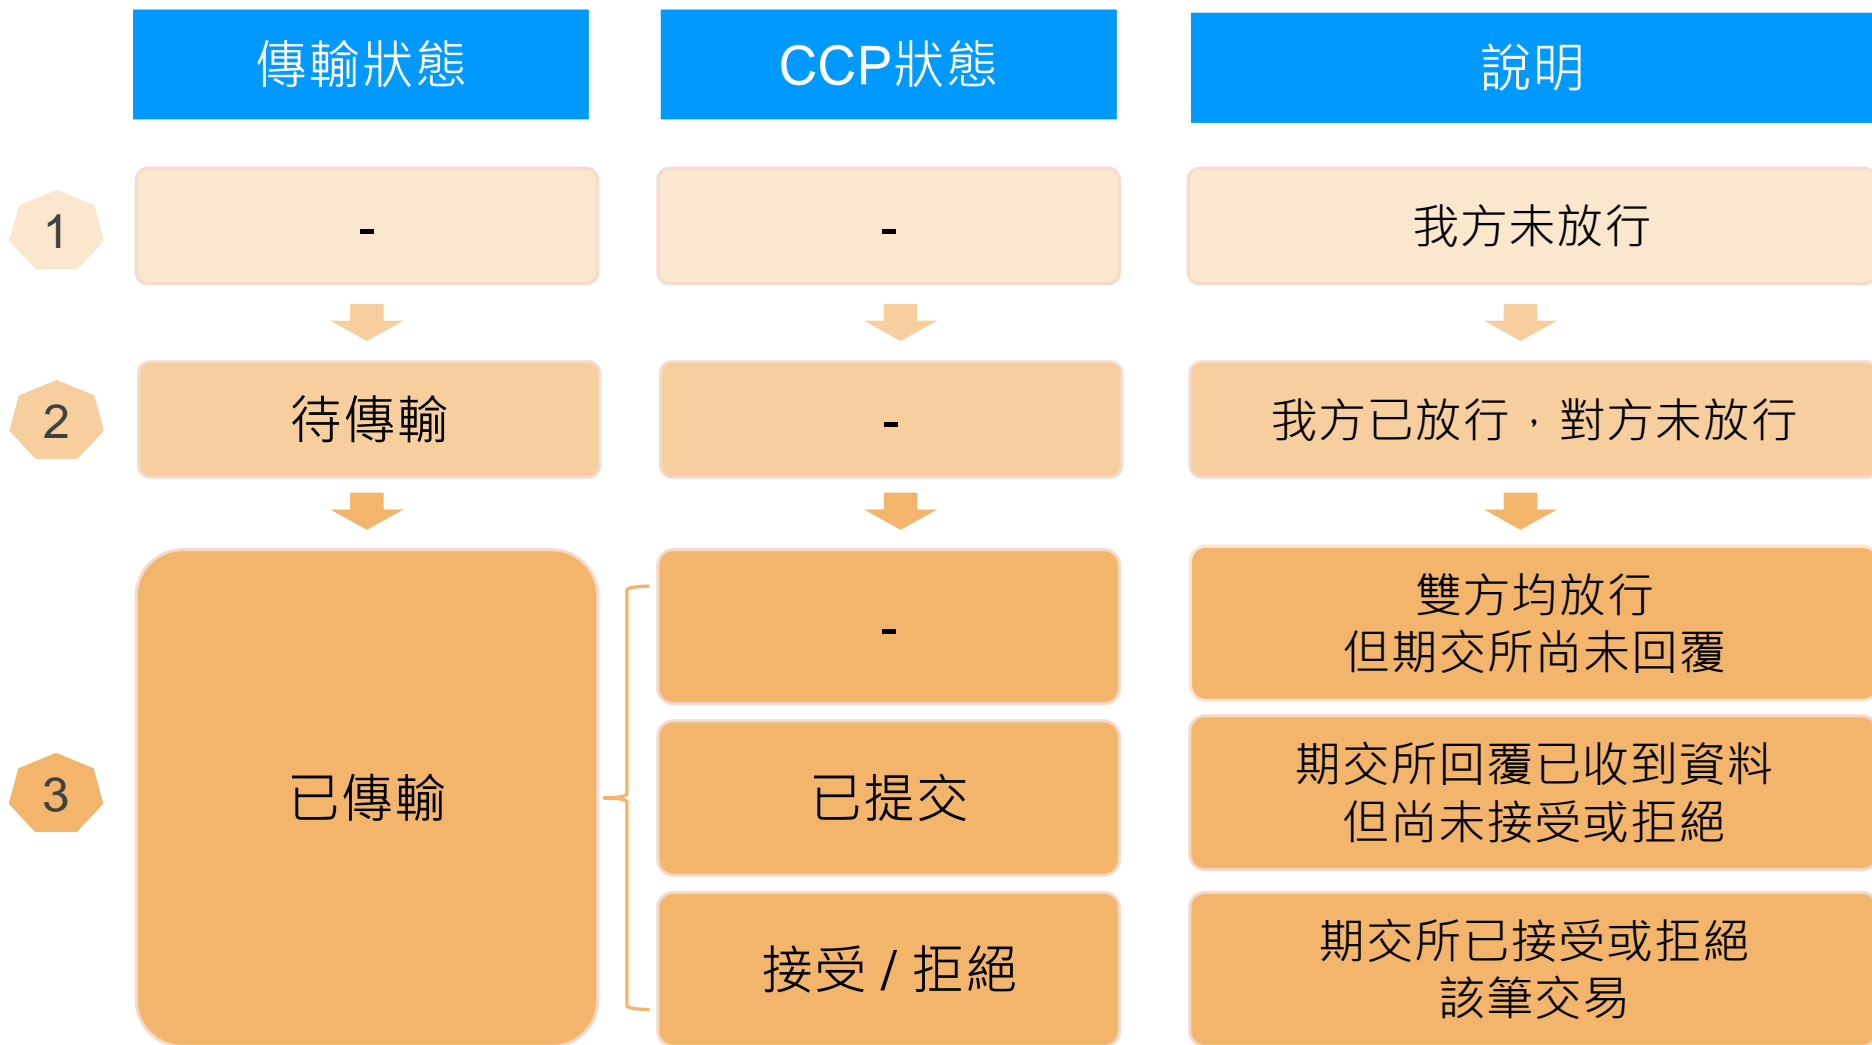 傳輸狀態
CCP狀態
說明
1
-
-
我方未放行
2
待傳輸
-
我方已放行，對方未放行
3
已傳輸
-
雙方均放行
但期交所尚未回覆
已提交
期交所回覆已收到資料
但尚未接受或拒絕
接受 / 拒絕
期交所已接受或拒絕
該筆交易